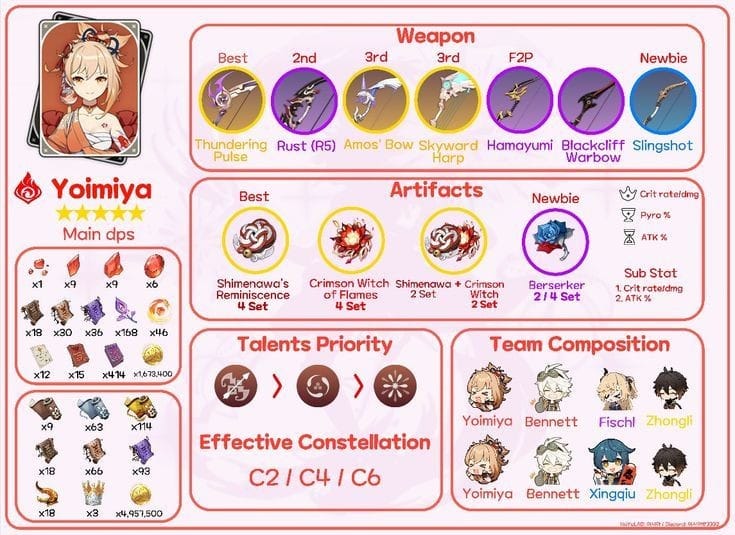 Weapon
Best
2nd
3rd
3rd
F2P
Newbie
Thundering
Pulse
Rust (R5)
Amos' Bow
Skyward
Harp
Hamayumi
Blackcliff
Warbow
Slingshot
Yoimiya
Main dps
x1
x9
x9
x6
x18
x30
x36
x168
x46
x12
x15
x414
x1,673,400
x9
x63
x114
x18
x66
x93
x18
x3
x4,957,500
Artifacts
Best
Newbie
Shimenawa's
Reminiscence
4 Set
Crimson Witch
of Flames
4 Set
Shimenawa + Crimson
2 Set
Witch
2 Set
Berserker
2 / 4 Set
Crit rate/dmg
Pyro %
ATK %
Sub Stat
1. Crit rate/dmg
2. ATK %
Talents Priority
Effective Constellation
C2 / C4 / C6
Team Composition
Yoimiya
Bennett
Fischl
Zhongli
Yoimiya
Bennett
Xingqiu
Zhongli